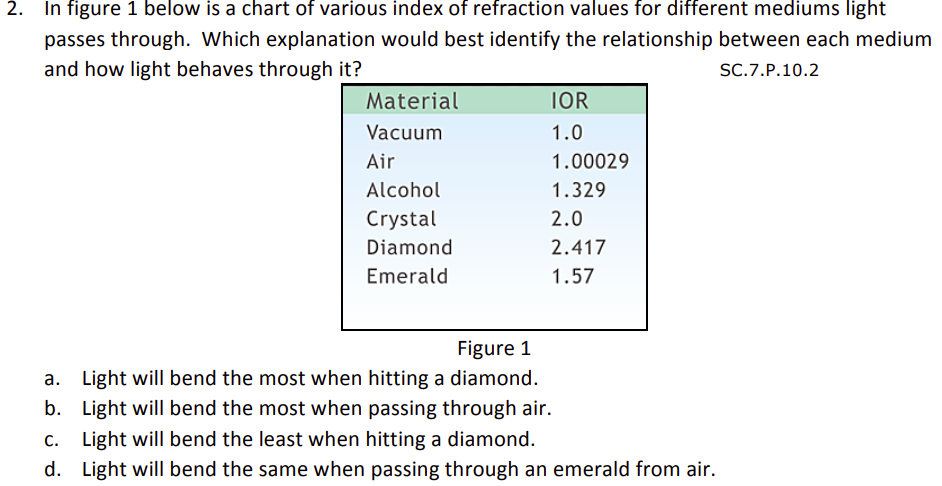 2. In figure 1 below is a chart of various index of refraction values for different mediums light
passes through. Which explanation would best identify the relationship between each medium
and how light behaves through it? SC.7.P.10.2
Material IOR
Vacuum 1.0
Air 1.00029
Alcohol 1.329
Crystal 2.0
Diamond 2.417
Emerald 1.57
Figure 1
a. Light will bend the most when hitting a diamond.
b. Light will bend the most when passing through air.
c. Light will bend the least when hitting a diamond.
d. Light will bend the same when passing through an emerald from air.